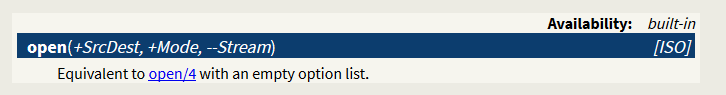 Availability: built-in
open(+SrcDest, +Mode, --Stream) [ISO]
Equivalent to open/4 with an empty option list.